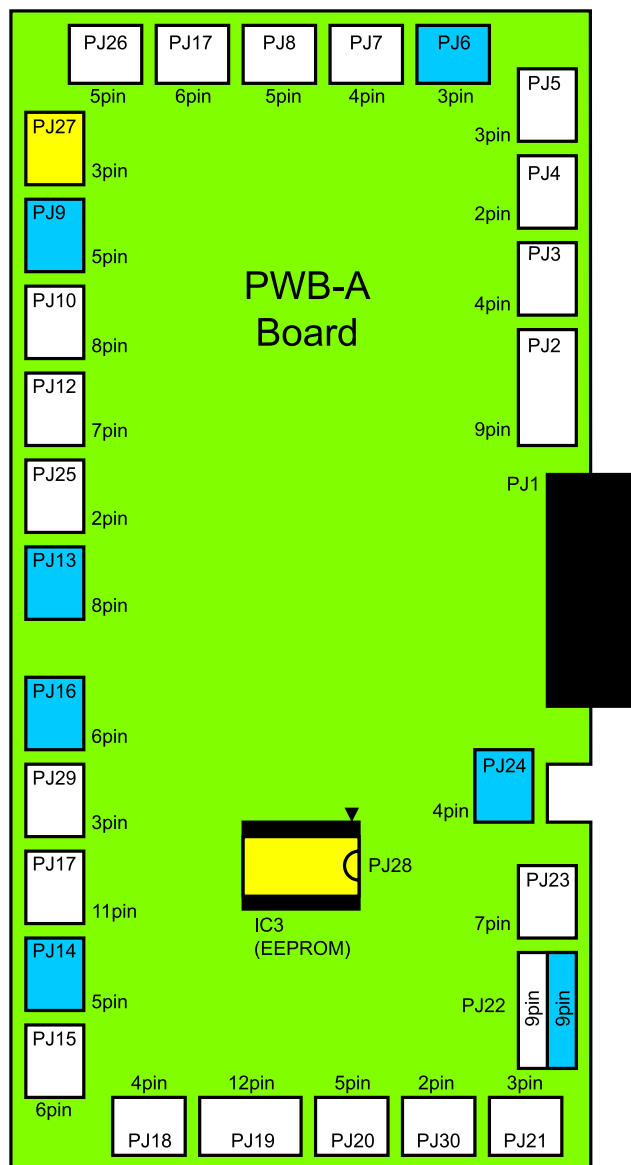 PJ26 PJ17 PJ8 PJ7 PJ6
5pin 6pin 5pin 4pin 3pin
PJ5
3pin
PJ27
3pin
PJ4
2pin
PJ9
5pin
PJ3
4pin
PWB-A
Board
PJ10
8pin
PJ2
9pin
PJ12
7pin
PJ25
2pin
PJ1
PJ13
8pin
PJ16
6pin
PJ24
4pin
PJ29
3pin
PJ28
IC3
(EEPROM)
PJ17
11pin
PJ23
7pin
PJ14
5pin
PJ22
9pin
9pin
PJ15
6pin
4pin 12pin 5pin 2pin 3pin
PJ18 PJ19 PJ20 PJ30 PJ21